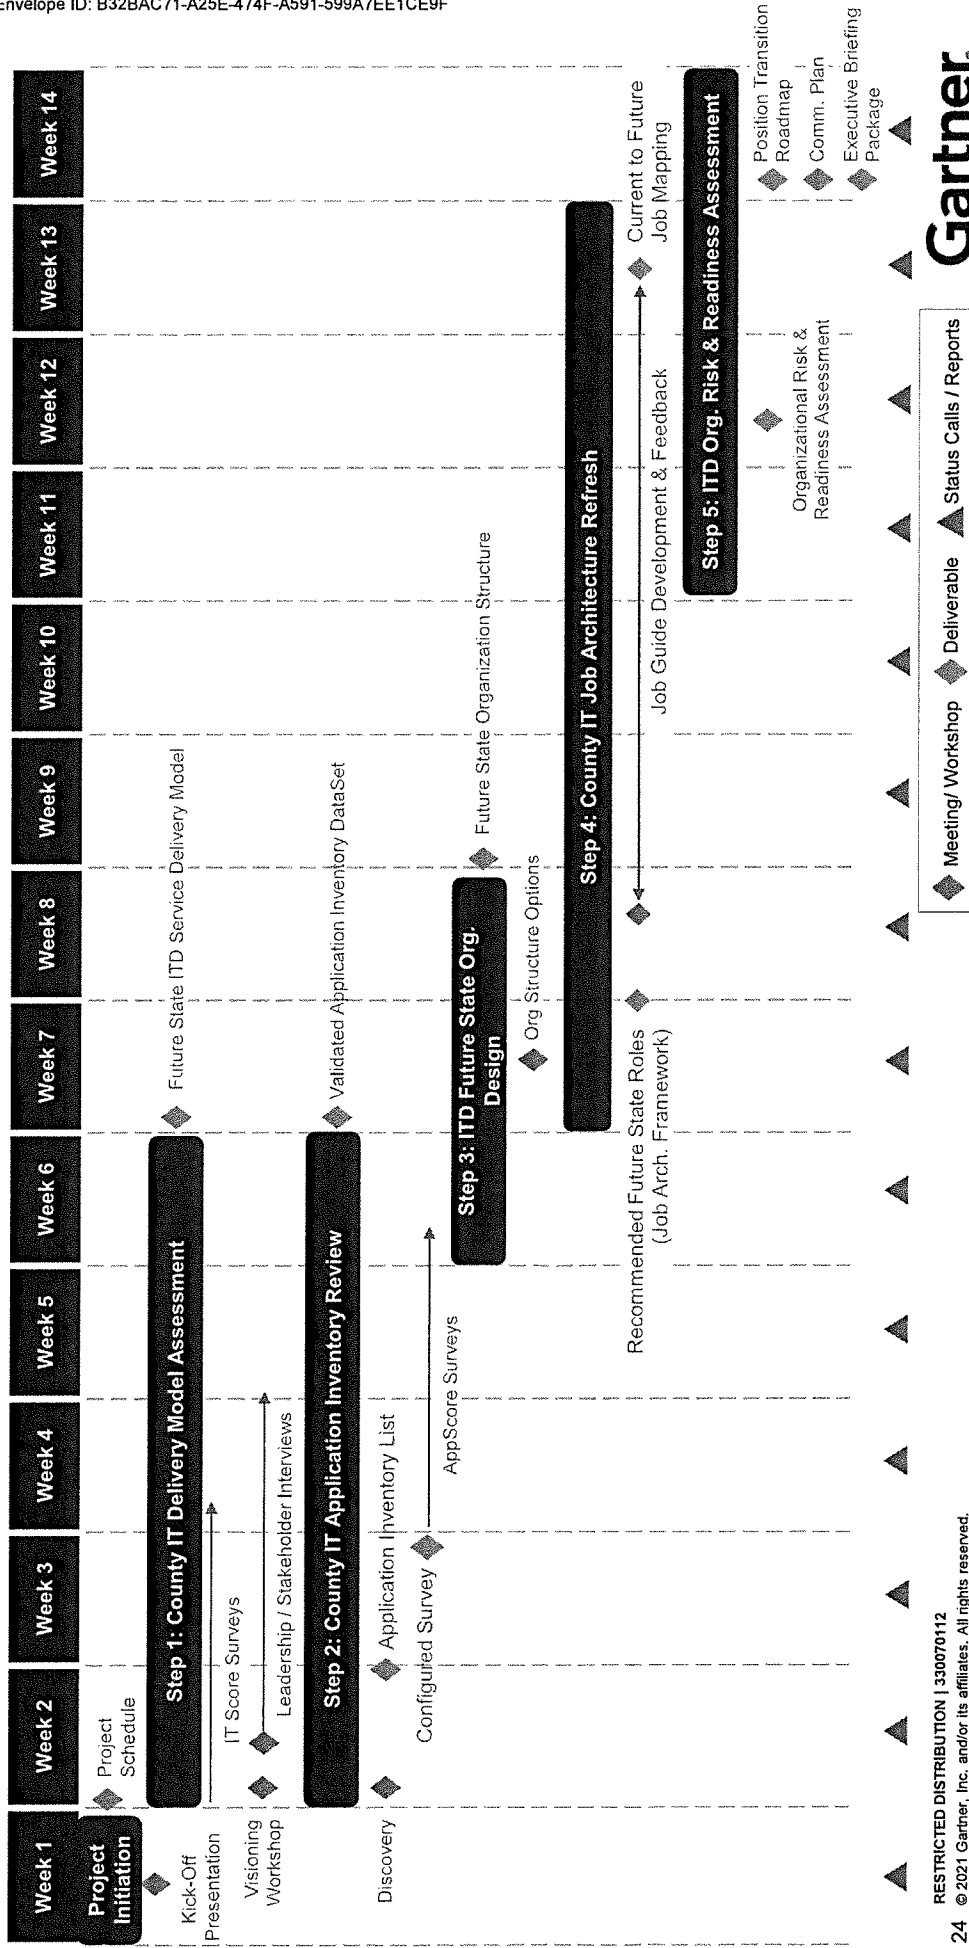 Envelope ID: B32BAC71-A25E-474F-A591-599A7EE1CE9F
Week 1
Week 2
Week 3
Week 4
Week 5
Week 6
Week 7
Week 8
Week 9
Week 10
Week 11
Week 12
Week 13
Week 14
Project
Initiation
Project
Schedule
Kick-Off
Presentation
Step 1: County IT Delivery Model Assessment
Future State ITD Service Delivery Model
IT Score Surveys
Visioning
Workshop
Leadership / Stakeholder Interviews
Step 2: County IT Application Inventory Review
Validated Application Inventory DataSet
Discovery
Application Inventory List
Configured Survey
AppScore Surveys
Step 3: ITD Future State Org.
Design
Future State Organization Structure
Org Structure Options
Step 4: County IT Job Architecture Refresh
Recommended Future State Roles
(Job Arch. Framework)
Job Guide Development & Feedback
Current to Future
Job Mapping
Step 5: ITD Org. Risk & Readiness Assessment
Organizational Risk &
Readiness Assessment
Position Transition
Roadmap
Comm. Plan
Executive Briefing
Package
Meeting/ Workshop
Deliverable
Status Calls / Reports
RESTRICTED DISTRIBUTION | 330070112
24 © 2021 Gartner, Inc. and/or its affiliates. All rights reserved.
Gartner